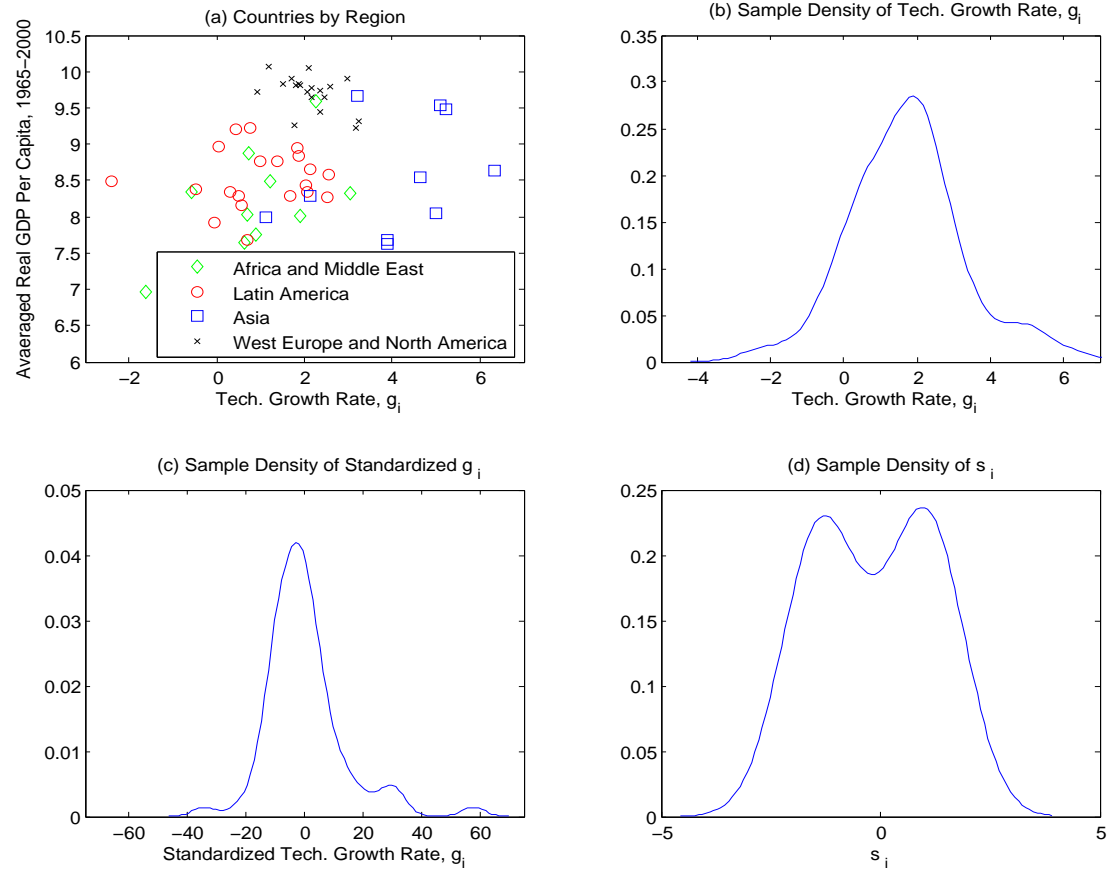 (a) Countries by Region
10.5
10
9.5
9
8.5
8
7.5
7
6.5
6
Avaeraged Real GDP Per Capita, 1965−2000
Africa and Middle East
Latin America
Asia
West Europe and North America
−2 0 2 4 6
Tech. Growth Rate, g_i
(b) Sample Density of Tech. Growth Rate, g_i
0.35
0.3
0.25
0.2
0.15
0.1
0.05
0
−4 −2 0 2 4 6
Tech. Growth Rate, g_i
(c) Sample Density of Standardized g_i
0.05
0.04
0.03
0.02
0.01
0
−60 −40 −20 0 20 40 60
Standardized Tech. Growth Rate, g_i
(d) Sample Density of s_i
0.25
0.2
0.15
0.1
0.05
0
−5 0 5
s_i